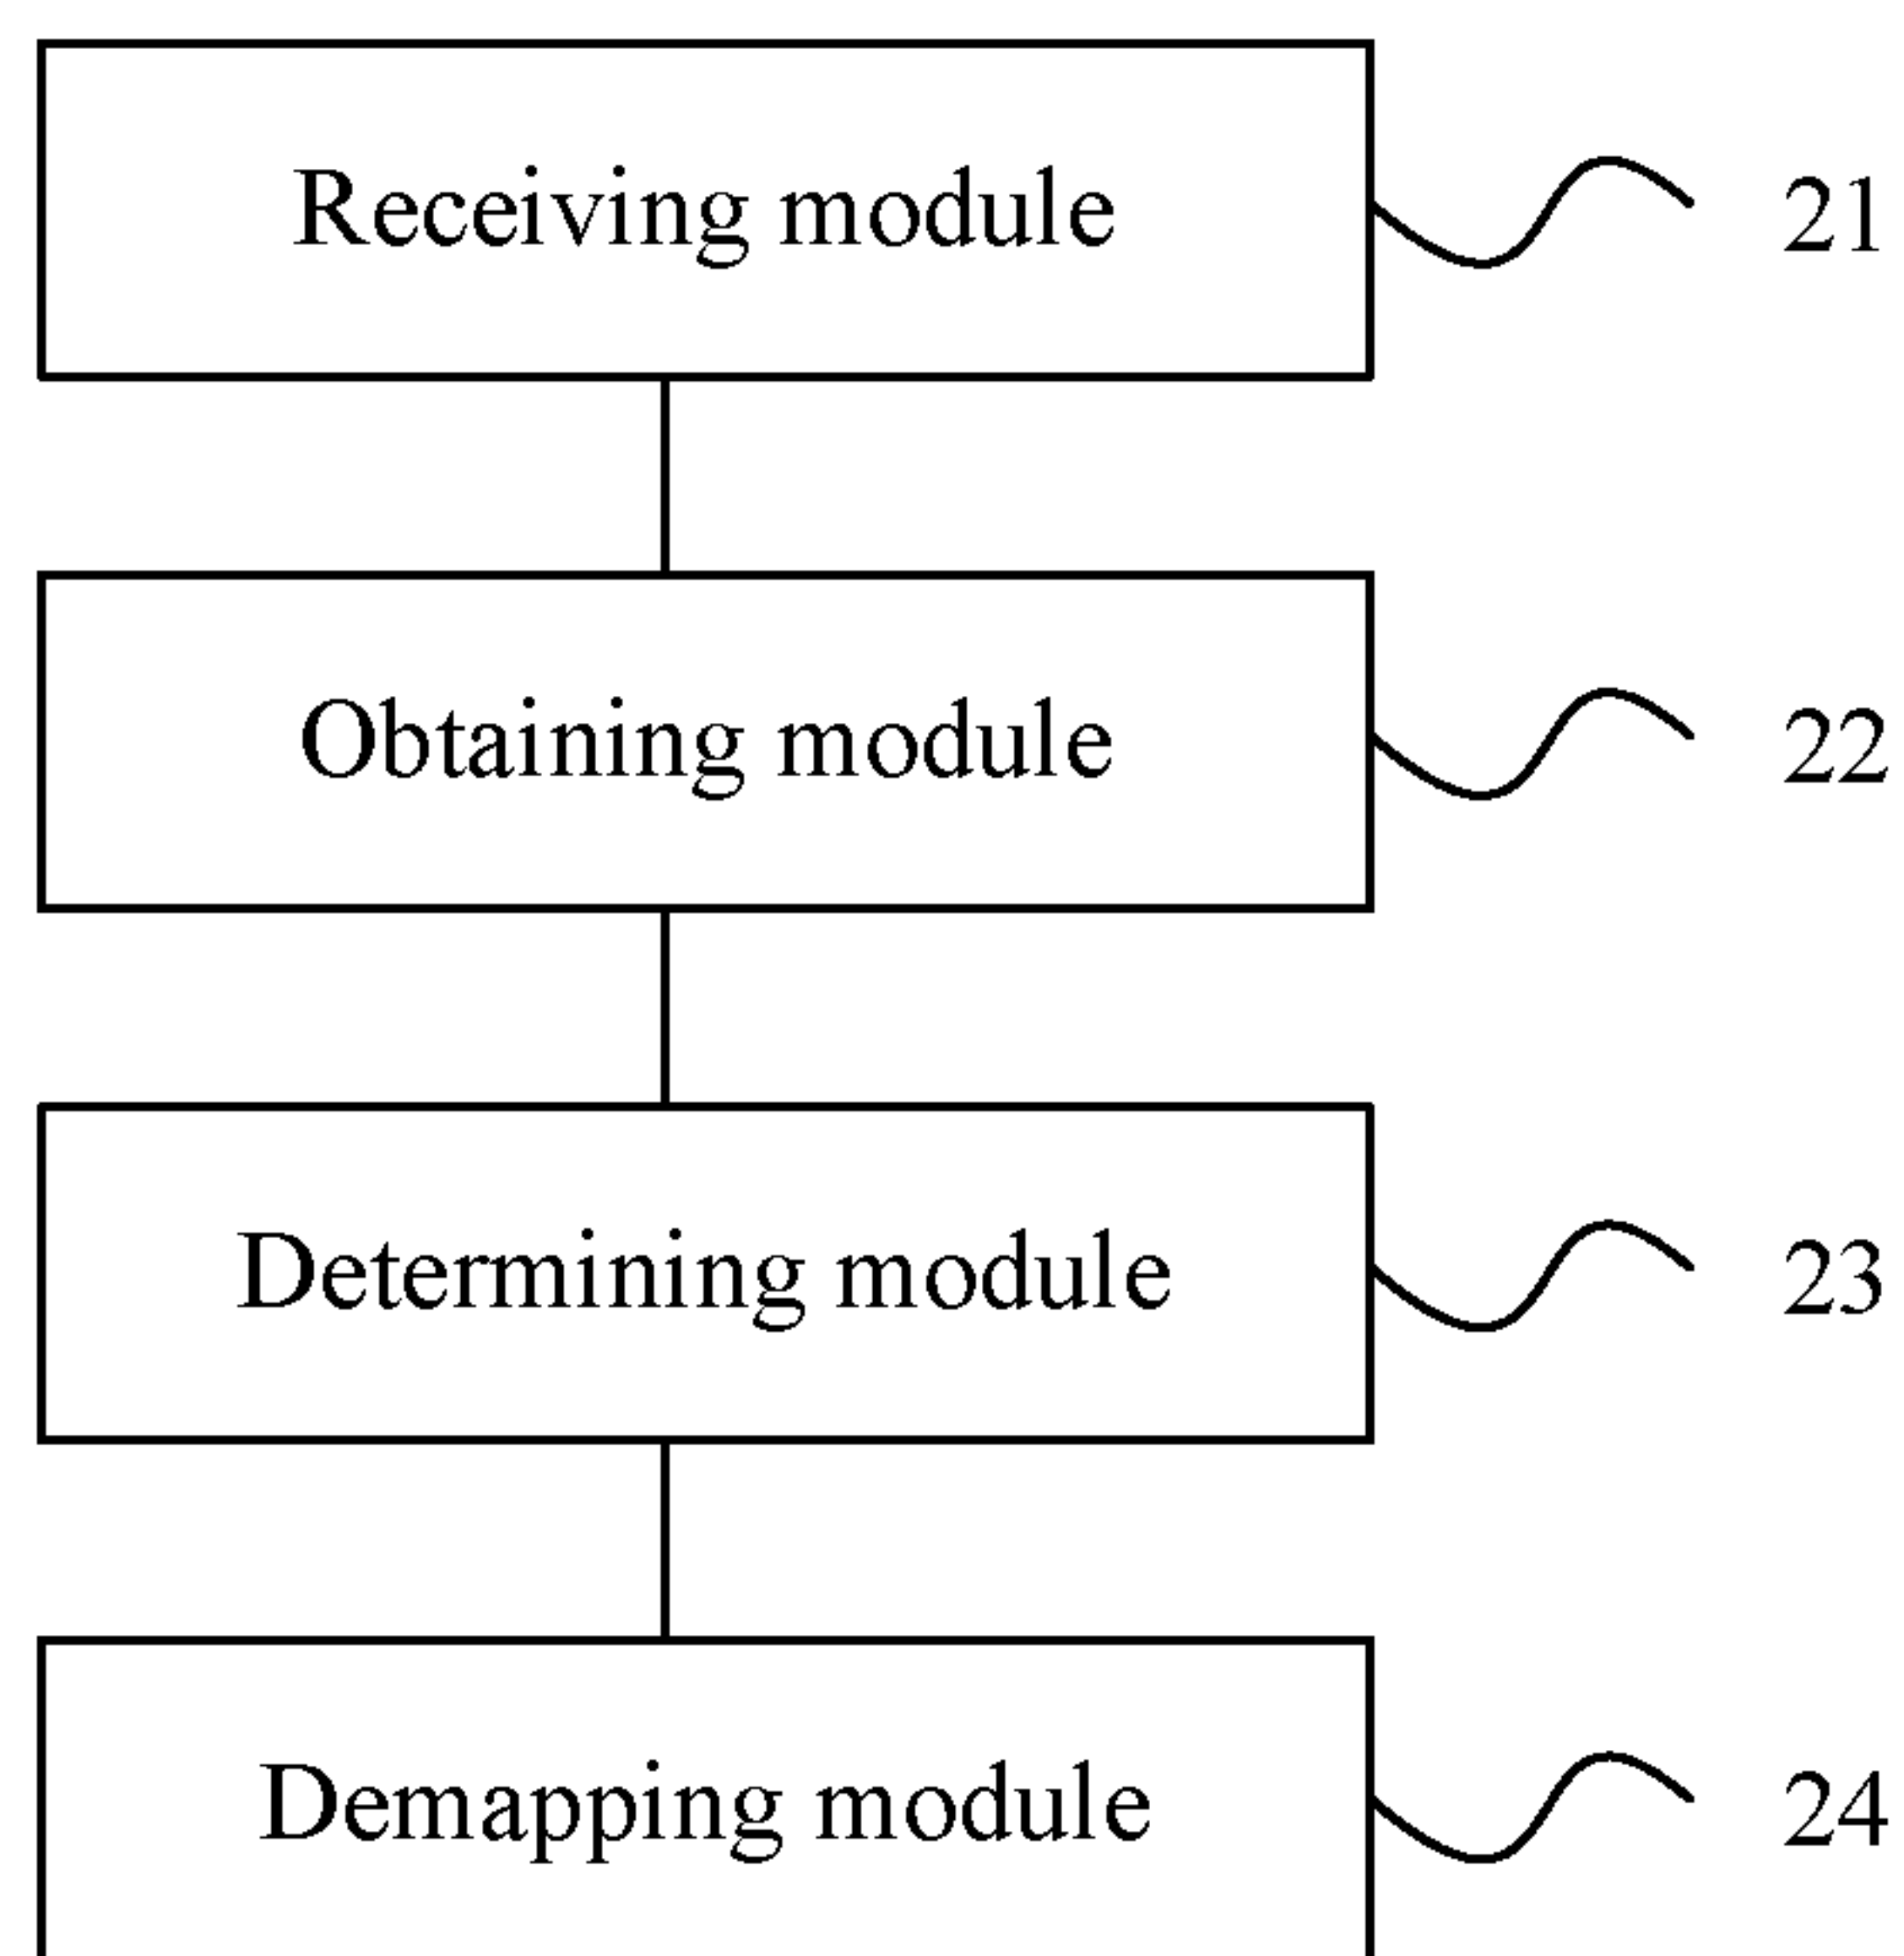 Receiving module 21
Obtaining module 22
Determining module 23
Demapping module 24